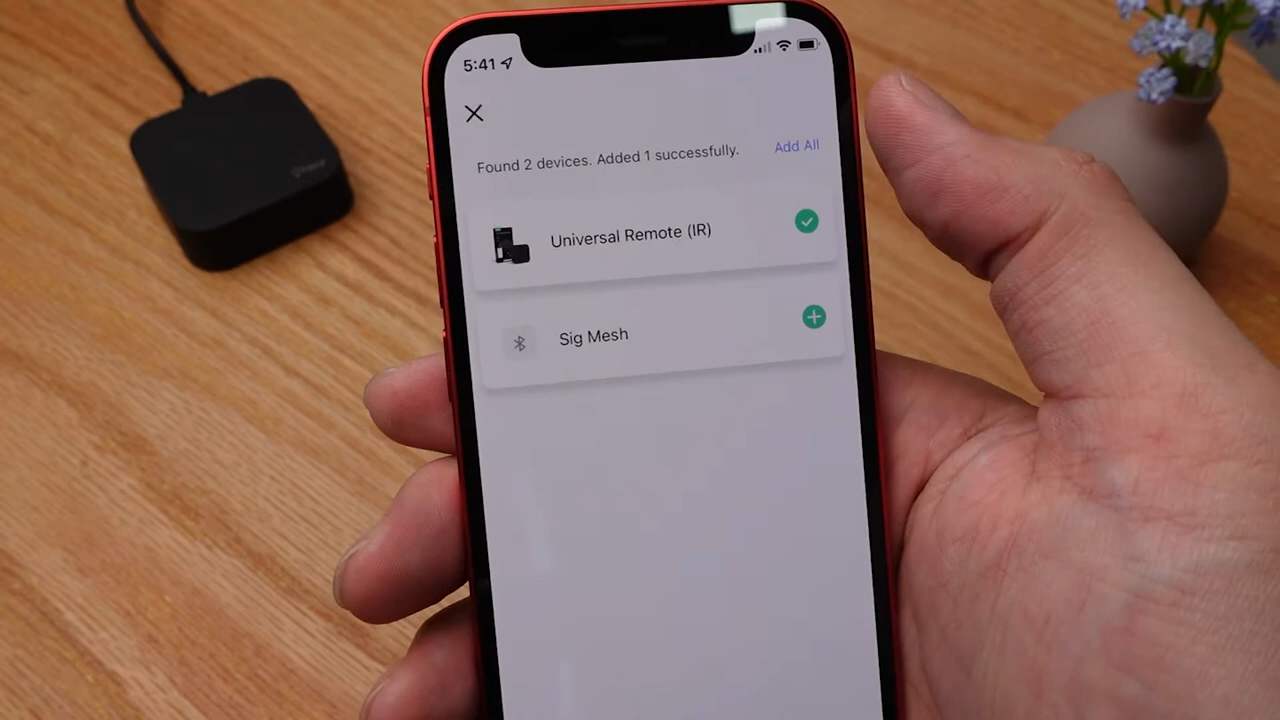 5:41
Found 2 devices. Added 1 successfully.
Add All
Universal Remote (IR)
Sig Mesh